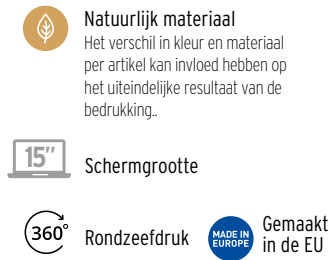 Natuurlijk materiaal
Het verschil in kleur en materiaal
per artikel kan invloed hebben op
het uiteindelijke resultaat van de
bedrukking..
15″
Schermgrootte
360°
Rondzeefdruk
MADE IN
EUROPE
Gemaakt
in de EU